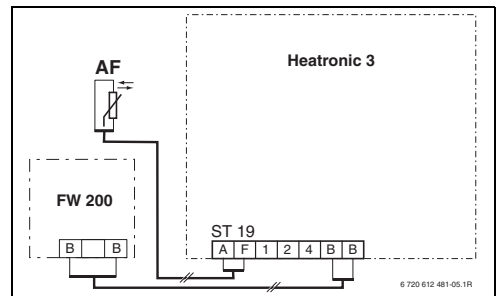 Heatronic 3
AF
FW 200
B B
ST 19
A F 1 2 4 B B
6 720 612 481-05.1R